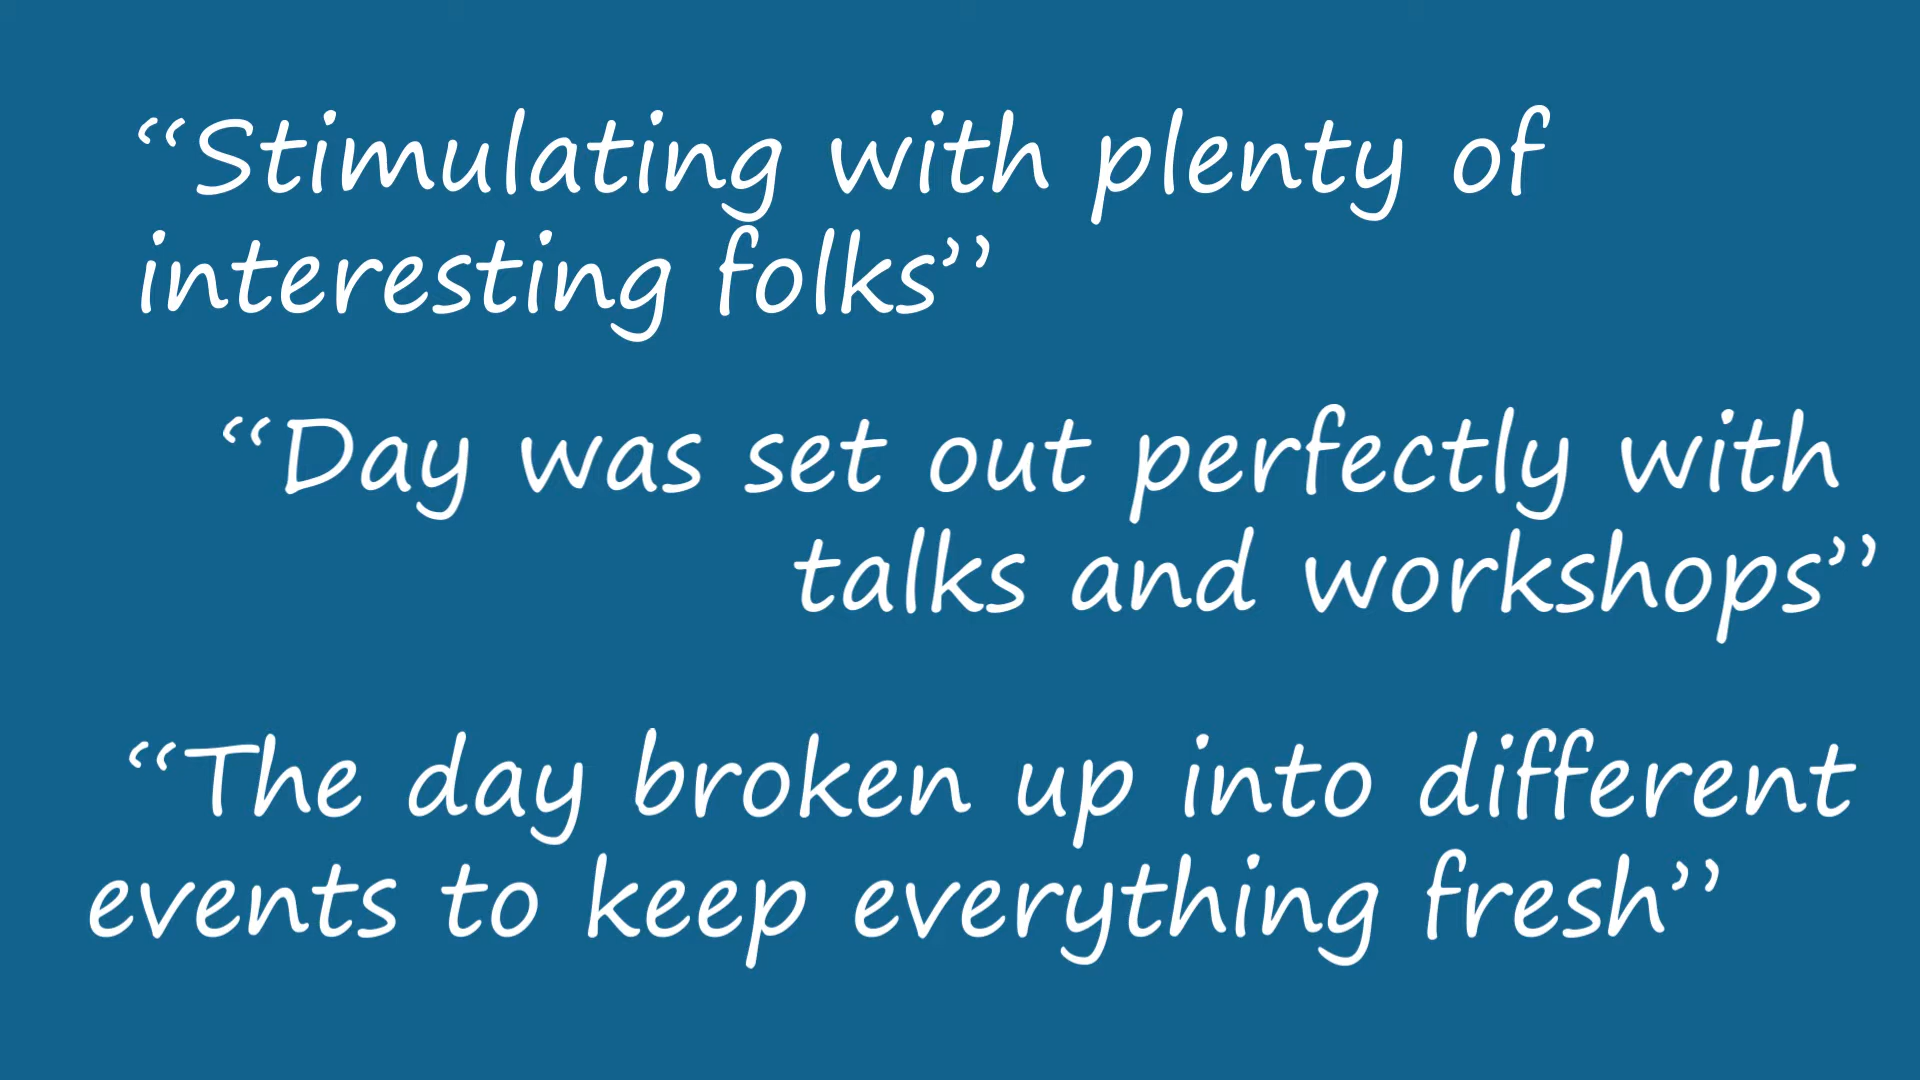 “Stimulating with plenty of
interesting folks”
“Day was set out perfectly with
talks and workshops”
“The day broken up into different
events to keep everything fresh”